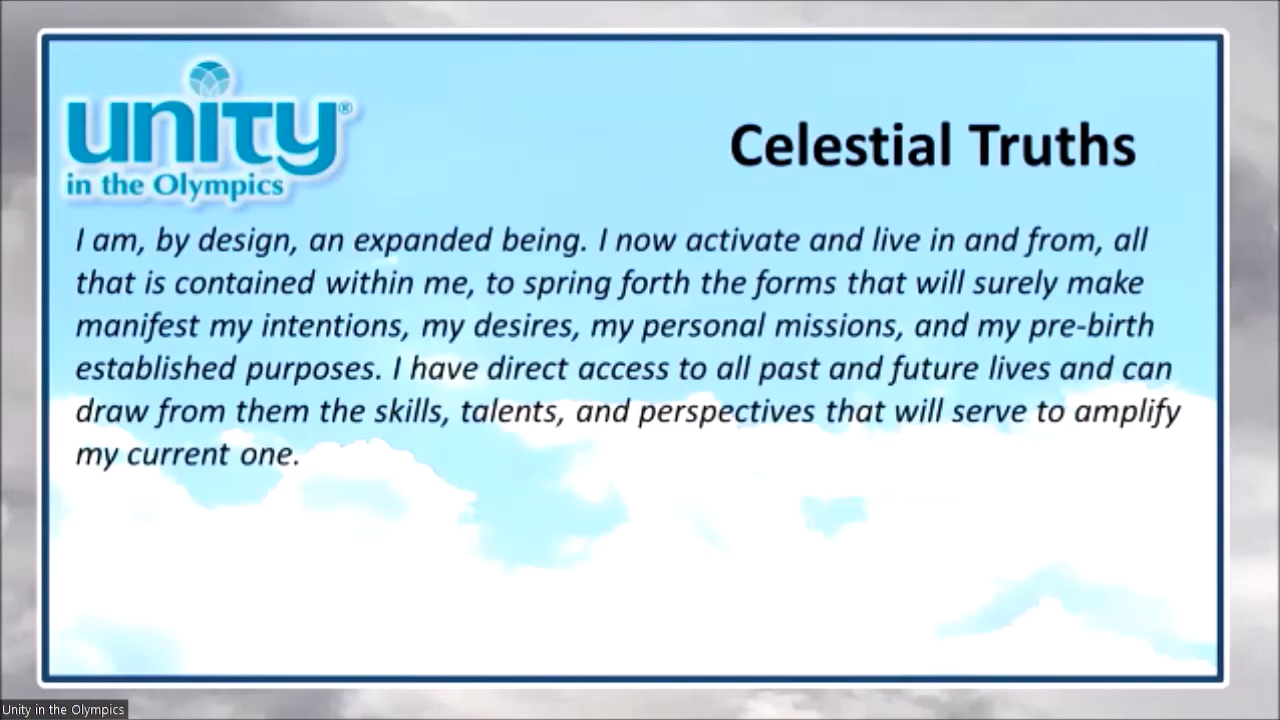 unity®
in the Olympics
Celestial Truths
I am, by design, an expanded being. I now activate and live in and from, all
that is contained within me, to spring forth the forms that will surely make
manifest my intentions, my desires, my personal missions, and my pre-birth
established purposes. I have direct access to all past and future lives and can
draw from them the skills, talents, and perspectives that will serve to amplify
my current one.
Unity in the Olympics